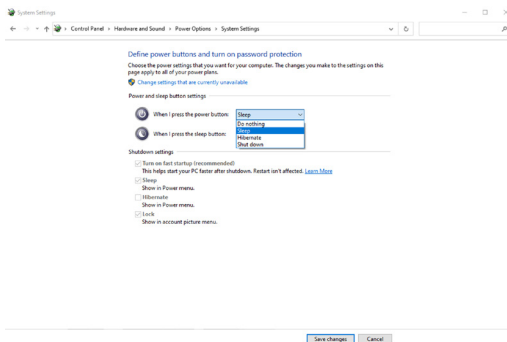 System Settings
Control Panel > Hardware and Sound > Power Options > System Settings
Define power buttons and turn on password protection
Choose the power settings that you want for your computer. The changes you make to the settings on this
page apply to all of your power plans.
Change settings that are currently unavailable
Power and sleep button settings
When I press the power button: Sleep
Do nothing
Sleep
Hibernate
Shut down
When I press the sleep button:
Shutdown settings
Turn on fast startup (recommended)
This helps start your PC faster after shutdown. Restart isn't affected. Learn More
Sleep
Show in Power menu.
Hibernate
Show in Power menu.
Lock
Show in account picture menu.
Save changes Cancel